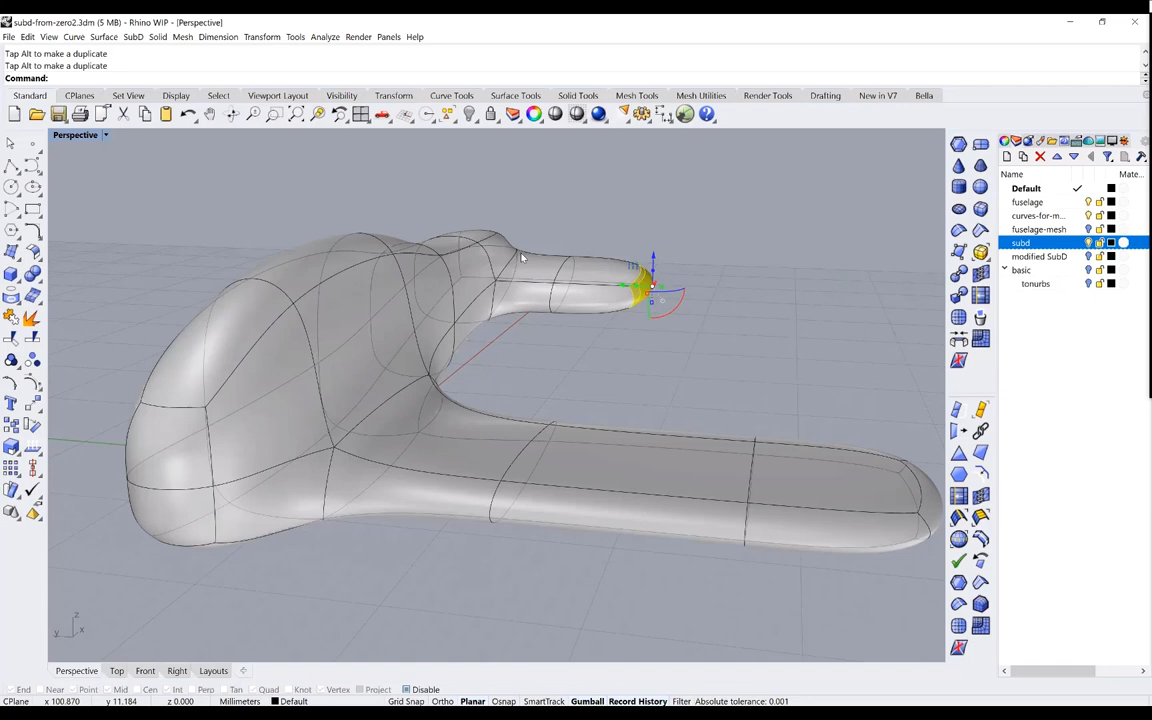 subd-from-zero2.3dm (5 MB) - Rhino WIP - [Perspective]
File Edit View Curve Surface SubD Solid Mesh Dimension Transform Tools Analyze Render Panels Help
Tap Alt to make a duplicate
Tap Alt to make a duplicate
Command:
Standard CPlanes Set View Display Select Viewport Layout Visibility Transform Curve Tools Surface Tools Solid Tools Mesh Tools Mesh Utilities Render Tools Drafting New in V7 Bella
Perspective
Name Mate...
Default
fuselage
curves-for-m...
fuselage-mesh
subd
modified SubD
basic
tonurbs
z
y x
Perspective Top Front Right Layouts
End Near Point Mid Cen Int Perp Tan Quad Knot Vertex Project Disable
CPlane x 100.870 y 11.184 z 0.000 Millimeters Default Grid Snap Ortho Planar Osnap SmartTrack Gumball Record History Filter Absolute tolerance: 0.001